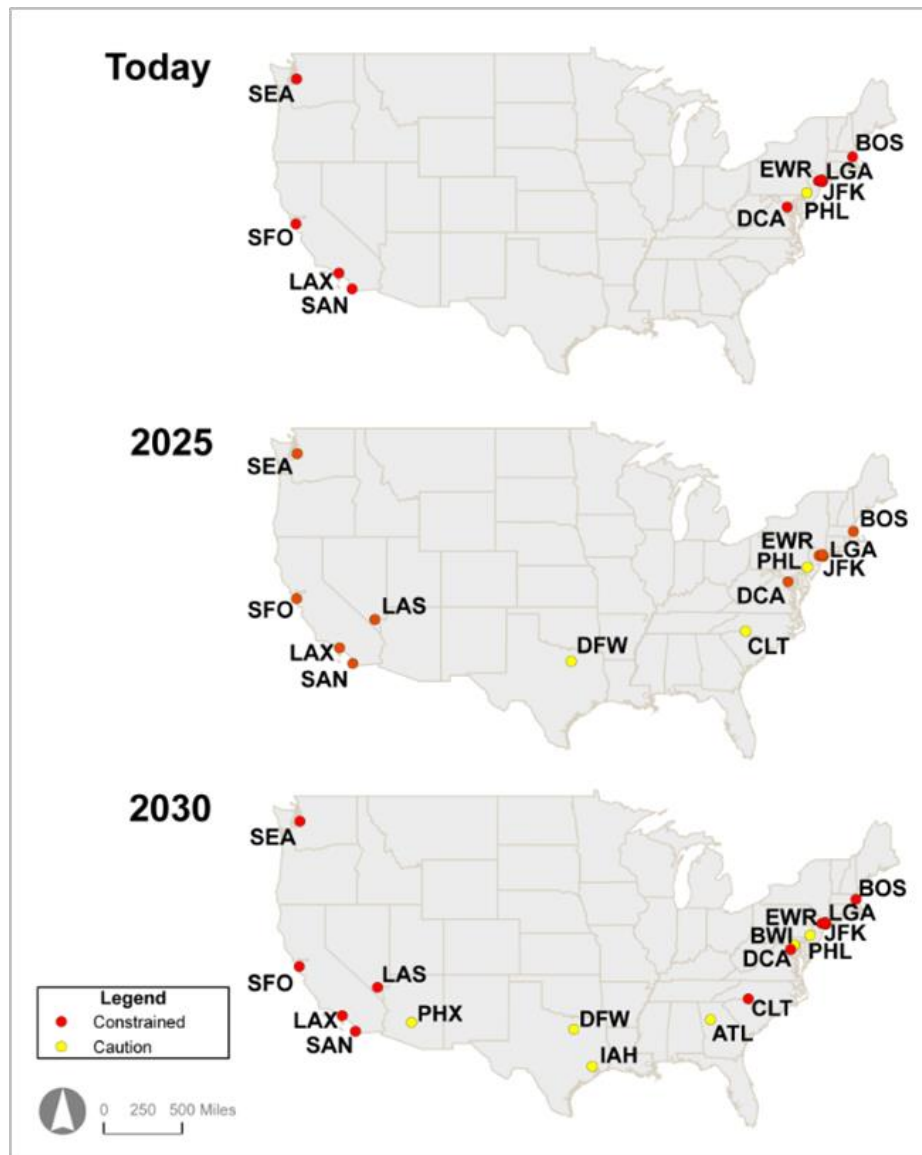 Today
SEA
BOS
EWR
LGA
JFK
PHL
DCA
SFO
LAX
SAN
2025
SEA
BOS
EWR
LGA
PHL
JFK
DCA
SFO
LAS
CLT
DFW
LAX
SAN
2030
SEA
BOS
EWR
LGA
BWI
JFK
PHL
DCA
SFO
LAS
CLT
LAX
PHX
DFW
ATL
SAN
IAH
Legend
Constrained
Caution
0 250 500 Miles